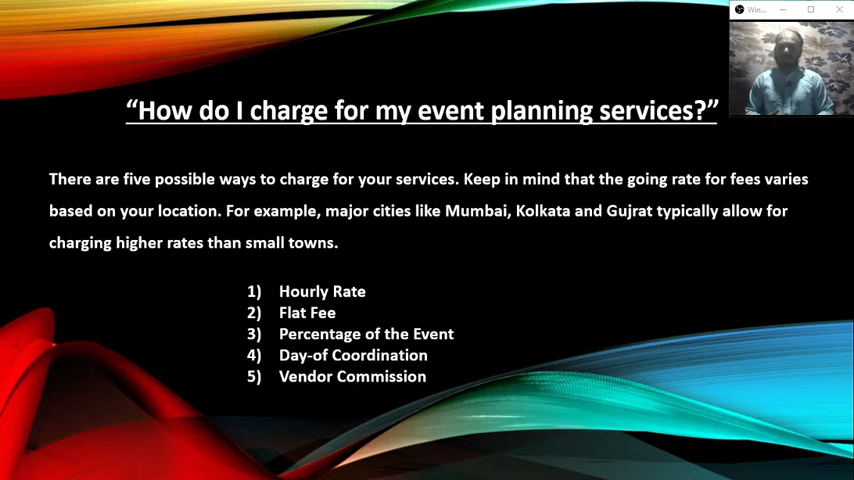 Win...
“How do I charge for my event planning services?”
There are five possible ways to charge for your services. Keep in mind that the going rate for fees varies
based on your location. For example, major cities like Mumbai, Kolkata and Gujrat typically allow for
charging higher rates than small towns.
1) Hourly Rate
2) Flat Fee
3) Percentage of the Event
4) Day-of Coordination
5) Vendor Commission